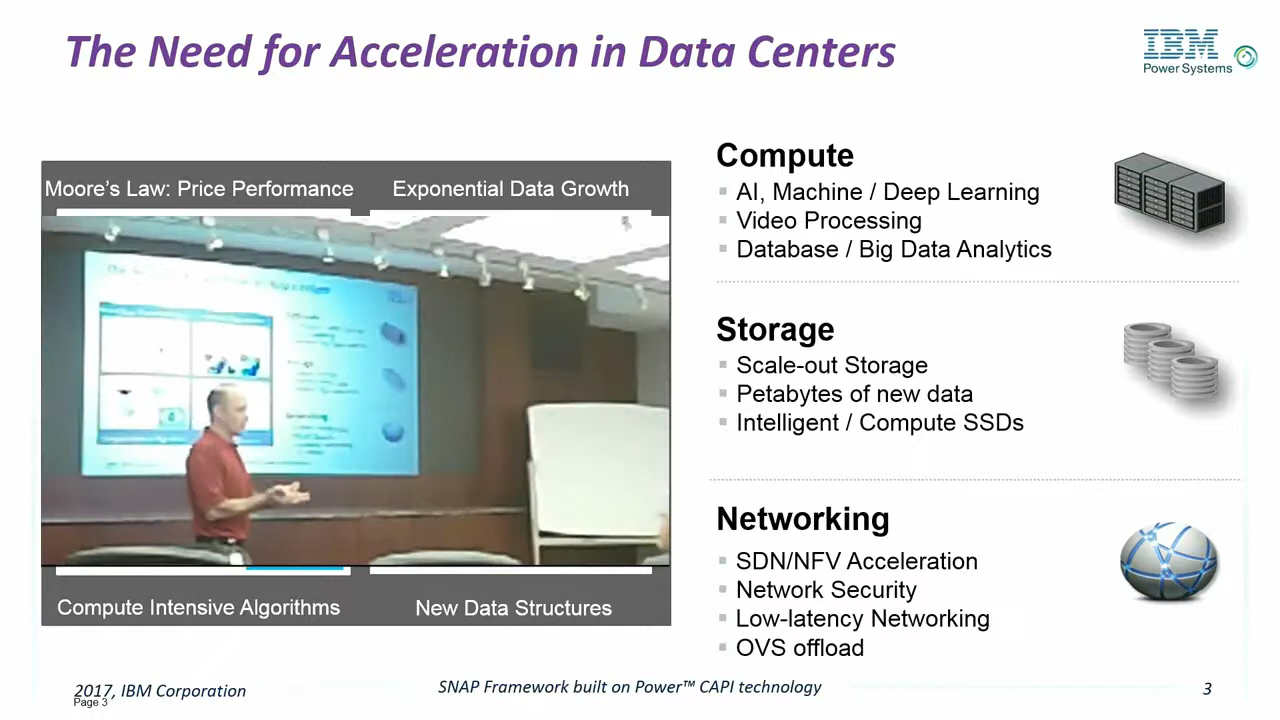 The Need for Acceleration in Data Centers
IBM
Power Systems
Moore's Law: Price Performance
Exponential Data Growth
Compute Intensive Algorithms
New Data Structures
Compute
AI, Machine / Deep Learning
Video Processing
Database / Big Data Analytics
Storage
Scale-out Storage
Petabytes of new data
Intelligent / Compute SSDs
Networking
SDN/NFV Acceleration
Network Security
Low-latency Networking
OVS offload
2017, IBM Corporation
Page 3
SNAP Framework built on Power™ CAPI technology
3